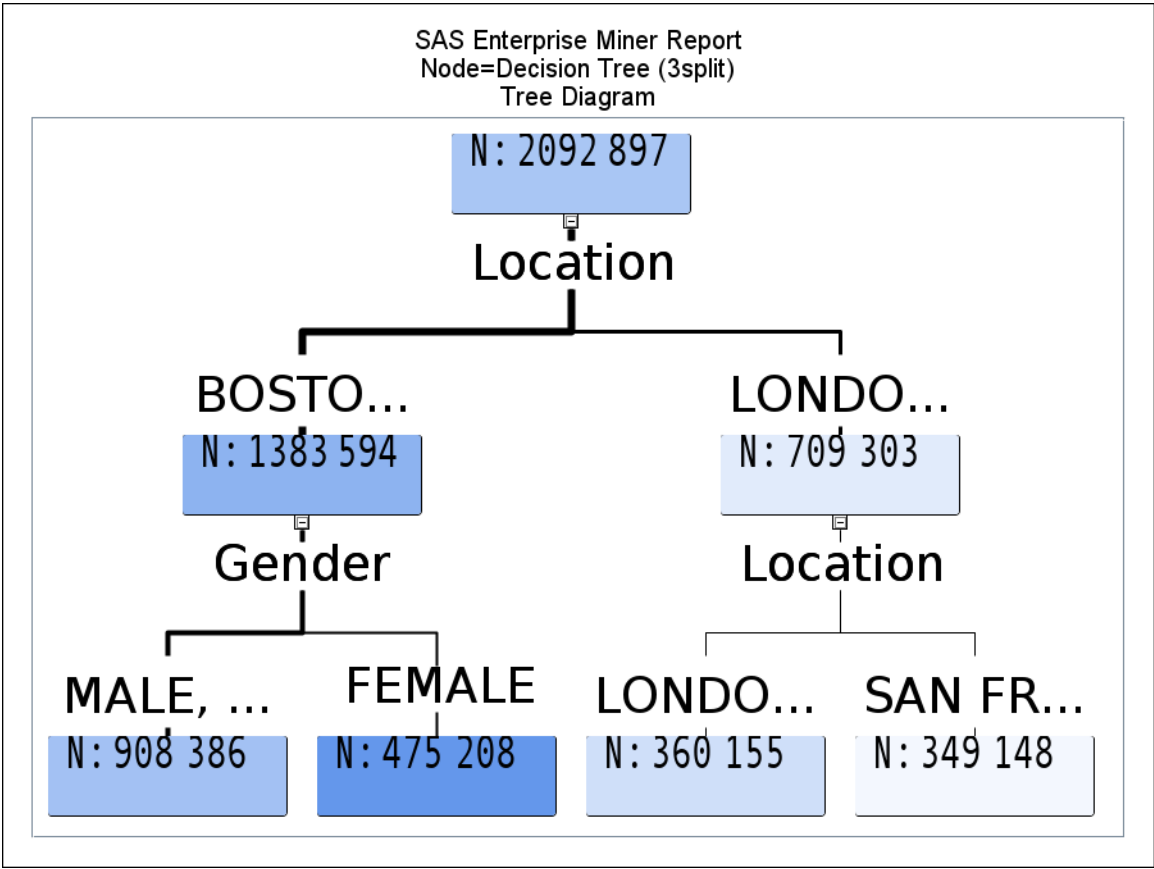 SAS Enterprise Miner Report
Node=Decision Tree (3split)
Tree Diagram
N: 2092 897
Location
BOSTO...
LONDO...
N: 1383 594
N: 709 303
Gender
Location
MALE, ...
FEMALE
LONDO...
SAN FR...
N: 908 386
N: 475 208
N: 360 155
N: 349 148